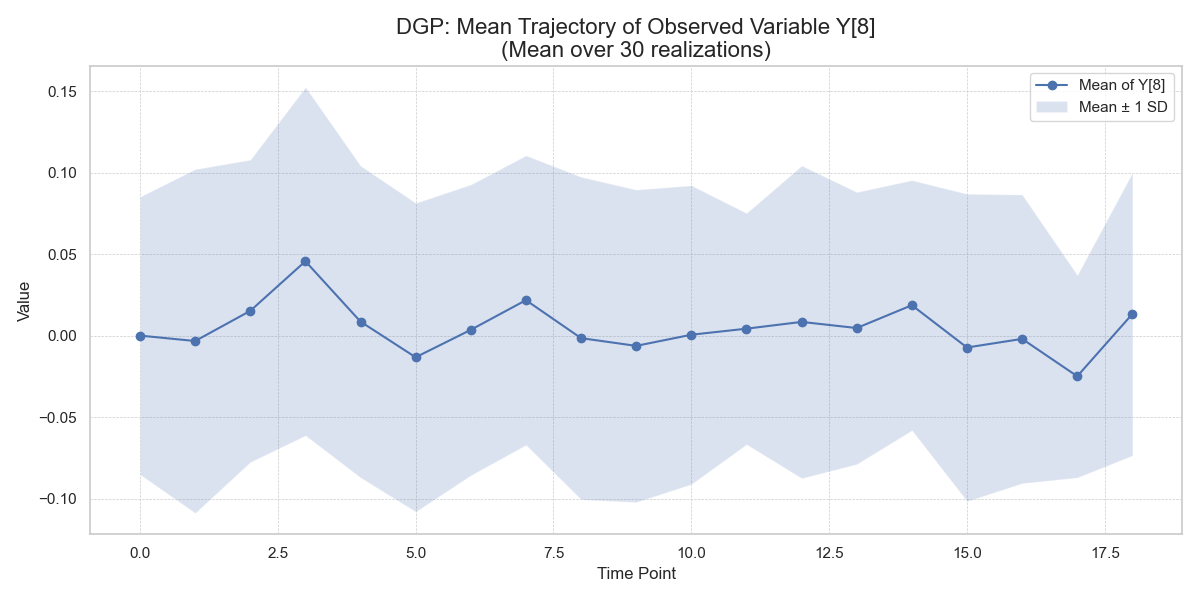 DGP: Mean Trajectory of Observed Variable Y[8]
(Mean over 30 realizations)
Mean of Y[8]
Mean ± 1 SD
Value
0.15
0.10
0.05
0.00
−0.05
−0.10
0.0 2.5 5.0 7.5 10.0 12.5 15.0 17.5
Time Point